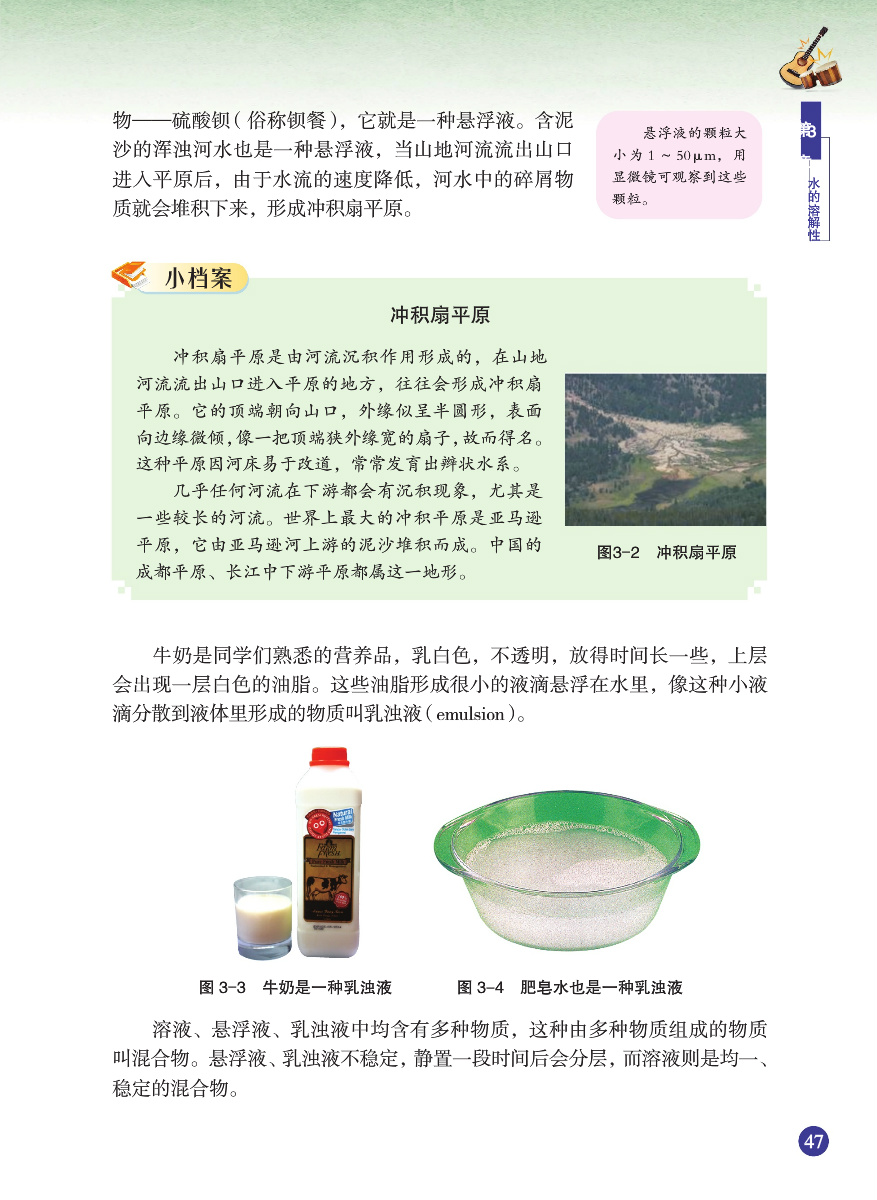 物——硫酸钡(俗称钡餐),它就是一种悬浮液。含泥
沙的浑浊河水也是一种悬浮液,当山地河流流出山口
进入平原后,由于水流的速度降低,河水中的碎屑物
质就会堆积下来,形成冲积扇平原。
悬浮液的颗粒大
小为1~50μm,用
显微镜可观察到这些
颗粒。
3
水的溶解性
小档案
冲积扇平原
冲积扇平原是由河流沉积作用形成的,在山地
河流流出山口进入平原的地方,往往会形成冲积扇
平原。它的顶端朝向山口,外缘似呈半圆形,表面
向边缘微倾,像一把顶端狭外缘宽的扇子,故而得名。
这种平原因河床易于改道,常常发育出辫状水系。
几乎任何河流在下游都会有沉积现象,尤其是
一些较长的河流。世界上最大的冲积平原是亚马逊
平原,它由亚马逊河上游的泥沙堆积而成。中国的
成都平原、长江中下游平原都属这一地形。
图3-2 冲积扇平原
牛奶是同学们熟悉的营养品,乳白色,不透明,放得时间长一些,上层
会出现一层白色的油脂。这些油脂形成很小的液滴悬浮在水里,像这种小液
滴分散到液体里形成的物质叫乳浊液(emulsion)。
Natural
Fresh Milk
Farm
Fresh
图 3-3 牛奶是一种乳浊液
图 3-4 肥皂水也是一种乳浊液
溶液、悬浮液、乳浊液中均含有多种物质,这种由多种物质组成的物质
叫混合物。悬浮液、乳浊液不稳定,静置一段时间后会分层,而溶液则是均一、
稳定的混合物。
47